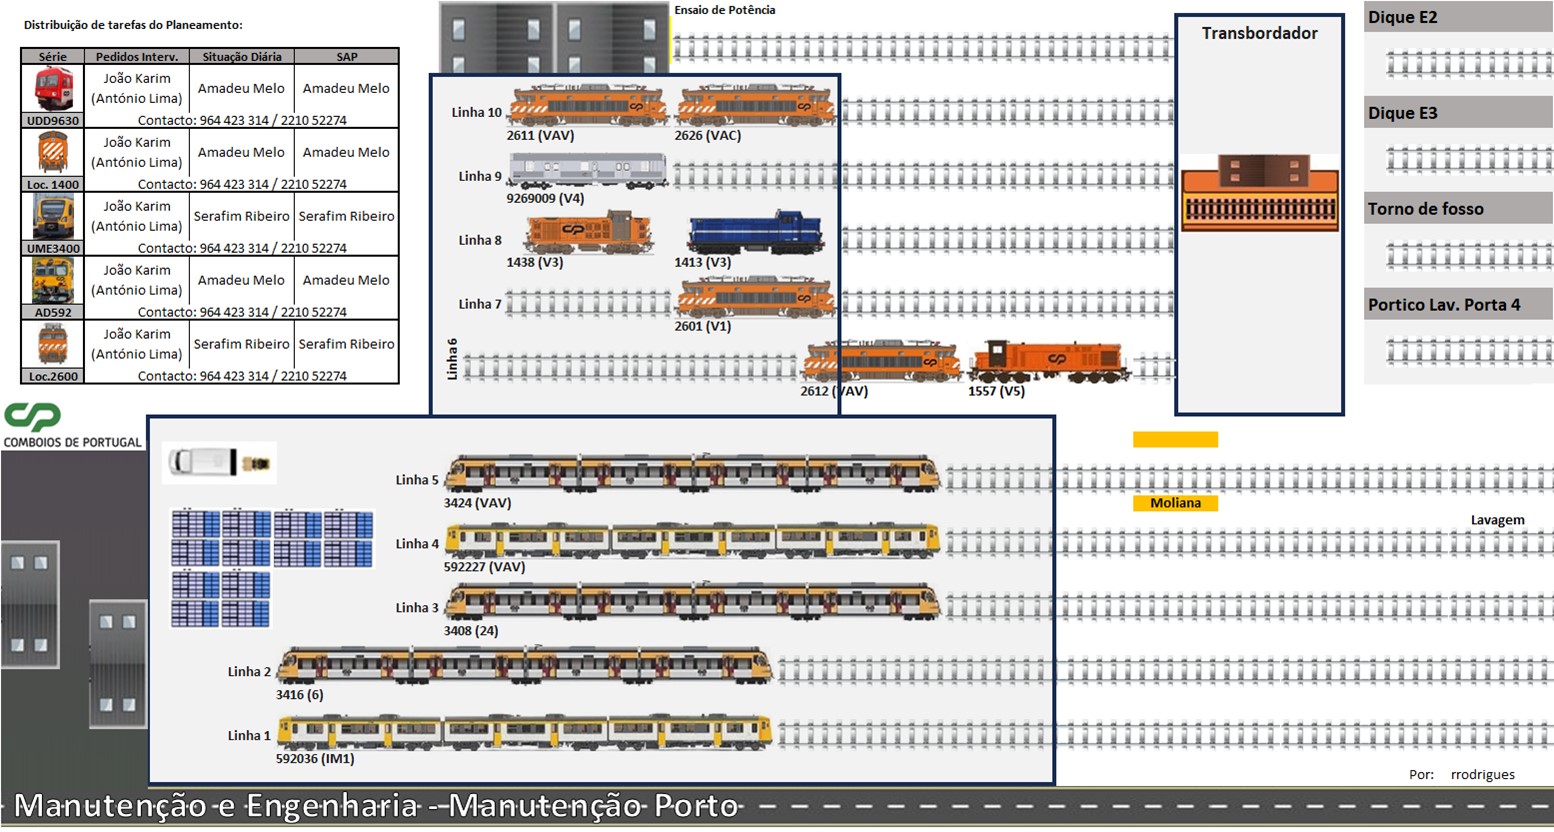 Distribuição de tarefas do Planeamento:
Série Pedidos Interv. Situação Diária SAP
João Karim (António Lima) Amadeu Melo Amadeu Melo
UDD9630 Contacto: 964 423 314 / 2210 52274
João Karim (António Lima) Amadeu Melo Amadeu Melo
Loc. 1400 Contacto: 964 423 314 / 2210 52274
João Karim (António Lima) Serafim Ribeiro Serafim Ribeiro
UME3400 Contacto: 964 423 314 / 2210 52274
João Karim (António Lima) Amadeu Melo Amadeu Melo
AD592 Contacto: 964 423 314 / 2210 52274
João Karim (António Lima) Serafim Ribeiro Serafim Ribeiro
Loc.2600 Contacto: 964 423 314 / 2210 52274
CP
COMBOIOS DE PORTUGAL
Ensaio de Potência
Linha 10
2611 (VAV) 2626 (VAC)
Linha 9
9269009 (V4)
Linha 8
1438 (V3) 1413 (V3)
Linha 7
2601 (V1)
Linha 6
2612 (VAV) 1557 (V5)
Transbordador
Dique E2
Dique E3
Torno de fosso
Portico Lav. Porta 4
Linha 5
3424 (VAV)
Moliana
Lavagem
Linha 4
592227 (VAV)
Linha 3
3408 (24)
Linha 2
3416 (6)
Linha 1
592036 (IM1)
Por: rrodrigues
Manutenção e Engenharia - Manutenção Porto